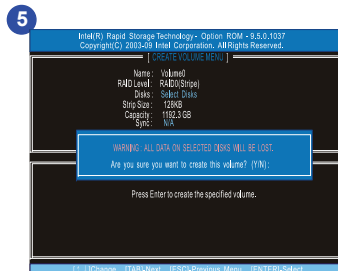 5
Intel(R) Rapid Storage Technology - Option ROM - 9.5.0.1037
Copyright(C) 2003-09 Intel Corporation. All Rights Reserved.
[ CREATE VOLUME MENU ]
Name : Volume0
RAID Level : RAID0(Stripe)
Disks : Select Disks
Strip Size : 128KB
Capacity : 1192.3 GB
Sync : N/A
WARNING : ALL DATA ON SELECTED DISKS WILL BE LOST.
Are you sure you want to create this volume? (Y/N) :
Press Enter to create the specified volume.
[↑↓]Change [TAB]-Next [ESC]-Previous Menu [ENTER]-Select